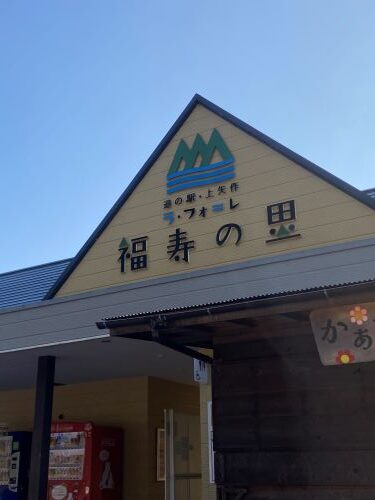 道の駅・上矢作
ラ・フォーレ
福寿の里
かあ